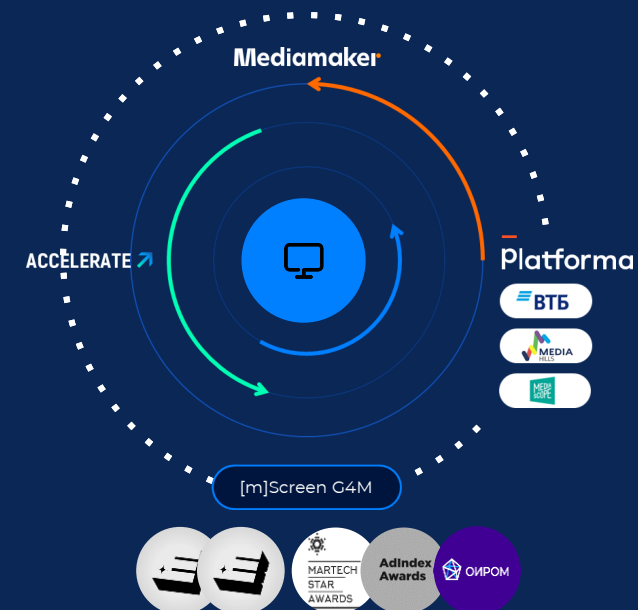 Mediamaker
ACCELERATE
Platforma
ВТБ
MEDIA
HILLS
MEDIA
SCOPE
[m]Screen G4M
MARTECH
STAR
AWARDS
AdIndex
Awards
ОИРОМ